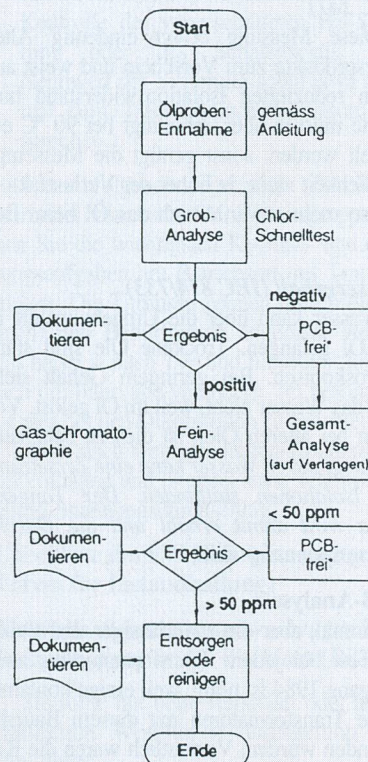 Start
Ölproben-
Entnahme
gemäss
Anleitung
Grob-
Analyse
Chlor-
Schnelltest
negativ
Dokumen-
tieren
Ergebnis
PCB-
frei*
positiv
Gas-Chromato-
graphie
Fein-
Analyse
Gesamt-
Analyse
(auf Verlangen)
< 50 ppm
Dokumen-
tieren
Ergebnis
PCB-
frei*
> 50 ppm
Dokumen-
tieren
Entsorgen
oder
reinigen
Ende